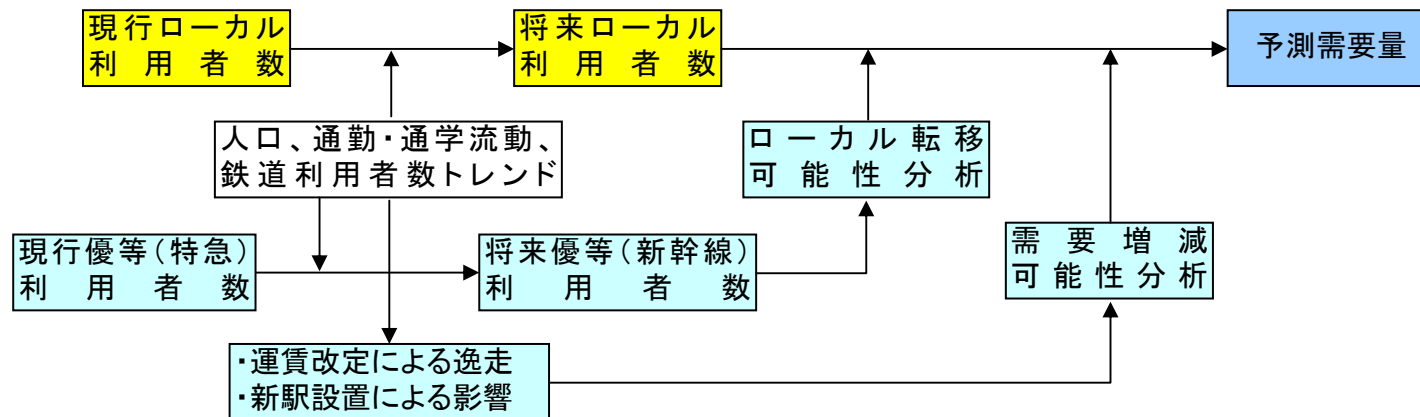 現行ローカル
利用者数
将来ローカル
利用者数
予測需要量
人口、通勤・通学流動、
鉄道利用者数トレンド
ローカル転移
可能性分析
現行優等(特急)
利用者数
将来優等(新幹線)
利用者数
需要増減
可能性分析
・運賃改定による逸走
・新駅設置による影響